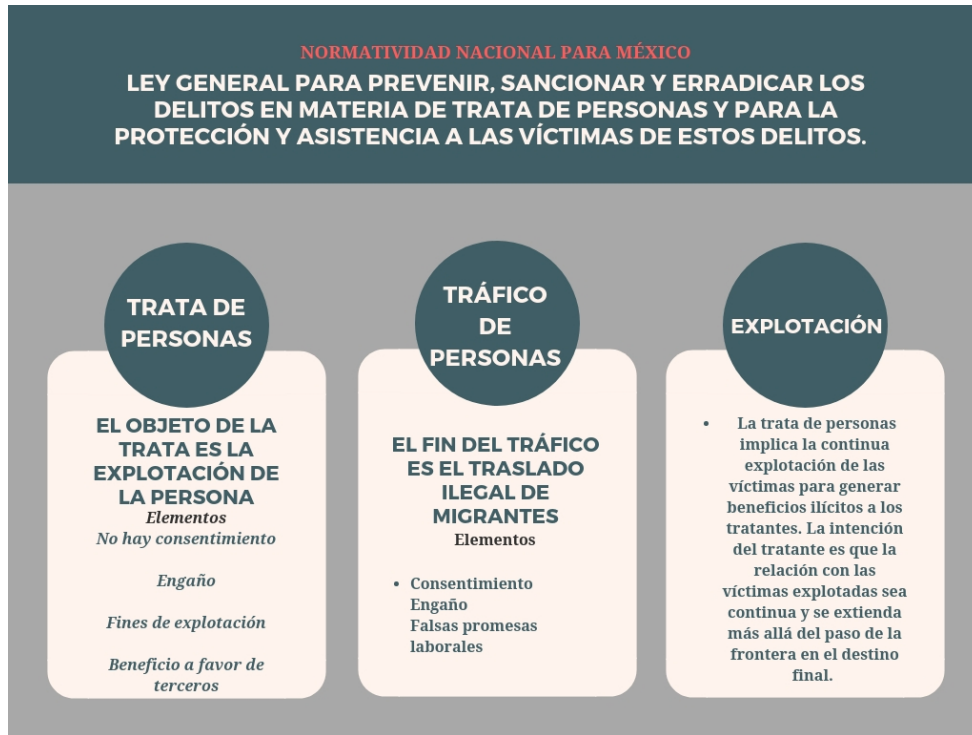 NORMATIVIDAD NACIONAL PARA MÉXICO
LEY GENERAL PARA PREVENIR, SANCIONAR Y ERRADICAR LOS
DELITOS EN MATERIA DE TRATA DE PERSONAS Y PARA LA
PROTECCIÓN Y ASISTENCIA A LAS VÍCTIMAS DE ESTOS DELITOS.
TRATA DE
PERSONAS
EL OBJETO DE LA
TRATA ES LA
EXPLOTACIÓN DE
LA PERSONA
Elementos
No hay consentimiento
Engaño
Fines de explotación
Beneficio a favor de
terceros
TRÁFICO
DE
PERSONAS
EL FIN DEL TRÁFICO
ES EL TRASLADO
ILEGAL DE
MIGRANTES
Elementos
• Consentimiento
Engaño
Falsas promesas
laborales
EXPLOTACIÓN
• La trata de personas
implica la continua
explotación de las
víctimas para generar
beneficios ilícitos a los
tratantes. La intención
del tratante es que la
relación con las
víctimas explotadas sea
continua y se extienda
más allá del paso de la
frontera en el destino
final.